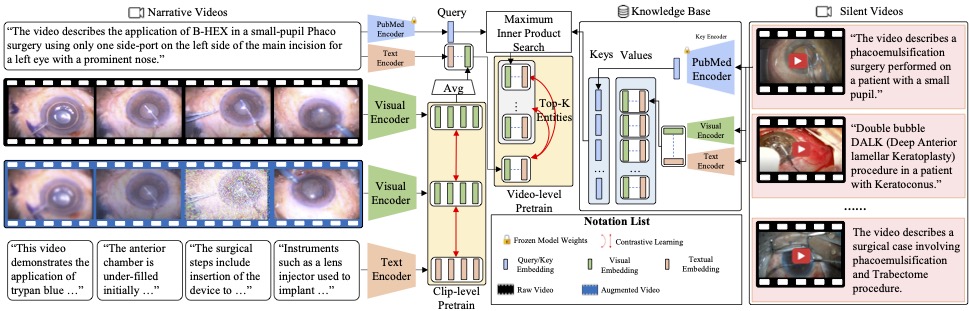 Narrative Videos
"The video describes the application of B-HEX in a small-pupil Phaco
surgery using only one side-port on the left side of the main incision for
a left eye with a prominent nose."
"This video
demonstrates the
application of
trypan blue …"
"The anterior
chamber is
under-filled
initially …"
"The surgical
steps include
insertion of the
device to …"
"Instruments
such as a lens
injector used to
implant …"
PubMed
Encoder
Text
Encoder
Visual
Encoder
Visual
Encoder
Text
Encoder
Query
Avg
Clip-level
Pretrain
Maximum
Inner Product
Search
Top-K
Entities
Video-level
Pretrain
Knowledge Base
Keys
Values
Key Encoder
PubMed
Encoder
Visual
Encoder
Text
Encoder
Notation List
Frozen Model Weights
Contrastive Learning
Query/Key
Embedding
Visual
Embedding
Textual
Embedding
Raw Video
Augmented Video
Silent Videos
"The video describes a
phacoemulsification
surgery performed on
a patient with a small
pupil."
"Double bubble
DALK (Deep Anterior
lamellar Keratoplasty)
procedure in a patient
with Keratoconus."
......
The video describes a
surgical case involving
phacoemulsification
and Trabectome
procedure.